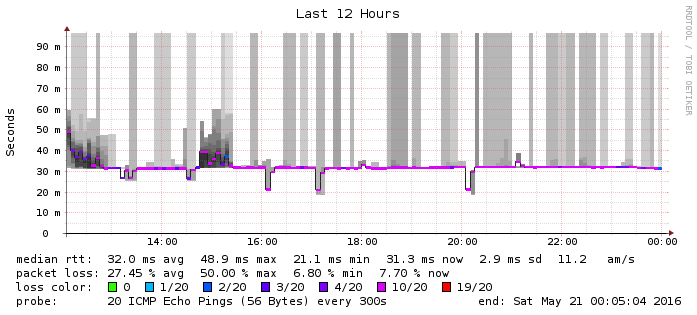 Last 12 Hours
RRDTOOL / TOBI OETIKER
Seconds
90 m
80 m
70 m
60 m
50 m
40 m
30 m
20 m
10 m
0
14:00 16:00 18:00 20:00 22:00 00:00
median rtt: 32.0 ms avg 48.9 ms max 21.1 ms min 31.3 ms now 2.9 ms sd 11.2 am/s
packet loss: 27.45 % avg 50.00 % max 6.80 % min 7.70 % now
loss color: 0 1/20 2/20 3/20 4/20 10/20 19/20
probe: 20 ICMP Echo Pings (56 Bytes) every 300s end: Sat May 21 00:05:04 2016